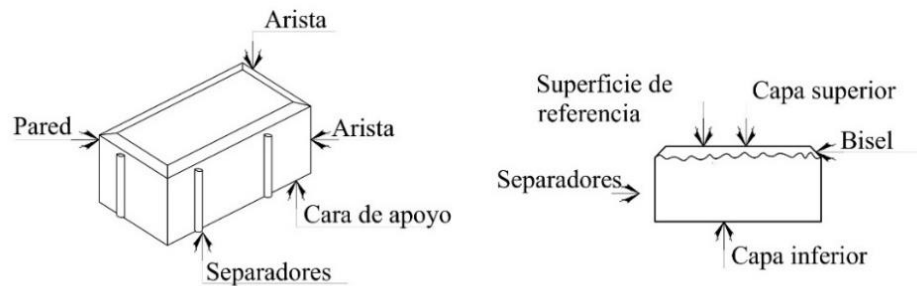 Arista
Pared
Arista
Cara de apoyo
Separadores
Superficie de
referencia
Capa superior
Bisel
Separadores
Capa inferior